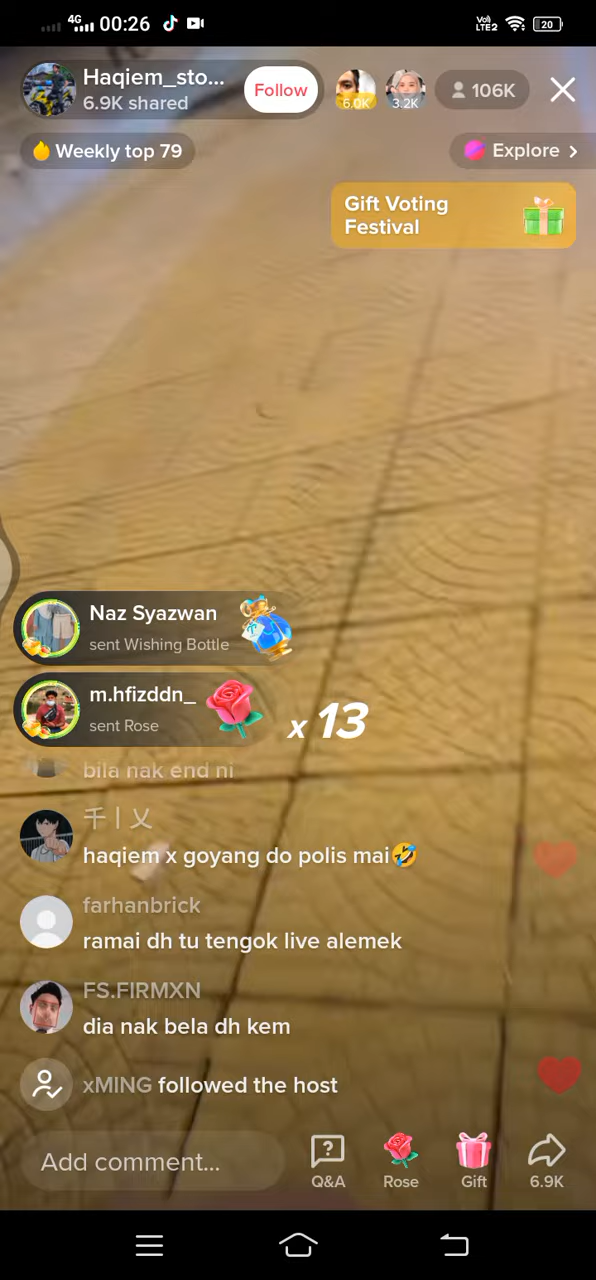 4G 00:26 VoIl LTE2 20
Haqiem_sto...
6.9K shared
Follow
6.0K
3.2K
106K
Weekly top 79
Explore >
Gift Voting
Festival
Naz Syazwan
sent Wishing Bottle
m.hfizddn_
sent Rose
x 13
bila nak end ni
千丨乂
haqiem x goyang do polis mai🤣
farhanbrick
ramai dh tu tengok live alemek
FS.FIRMXN
dia nak bela dh kem
xMING followed the host
Add comment...
Q&A
Rose
Gift
6.9K